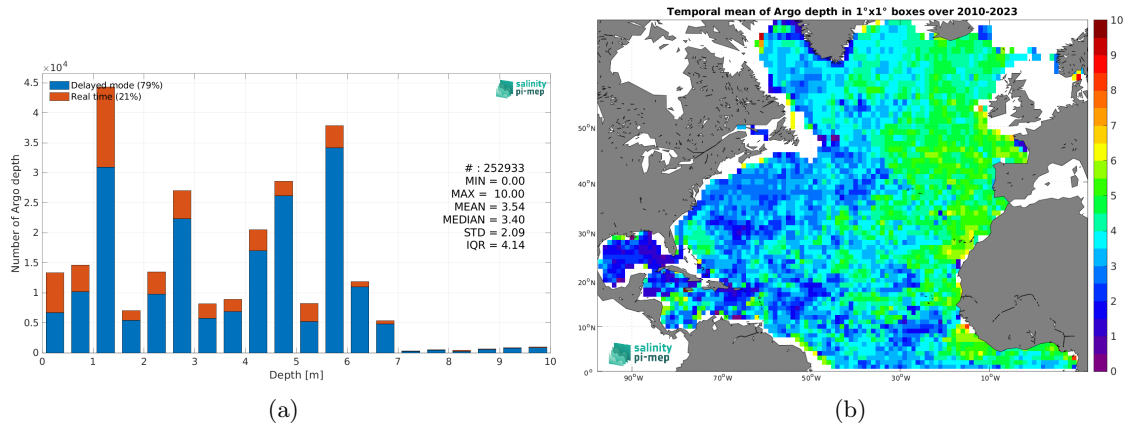 ×10⁴
4.5
4
3.5
3
2.5
2
1.5
1
0.5
0
Number of Argo depth
Delayed mode (79%)
Real time (21%)
salinity
pi-mep
# : 252933
MIN = 0.00
MAX = 10.00
MEAN = 3.54
MEDIAN = 3.40
STD = 2.09
IQR = 4.14
0 1 2 3 4 5 6 7 8 9 10
Depth [m]
(a)
Temporal mean of Argo depth in 1°x1° boxes over 2010-2023
50°N
40°N
30°N
20°N
10°N
0°
90°W 70°W 50°W 30°W 10°W
salinity
pi-mep
10
9
8
7
6
5
4
3
2
1
0
(b)